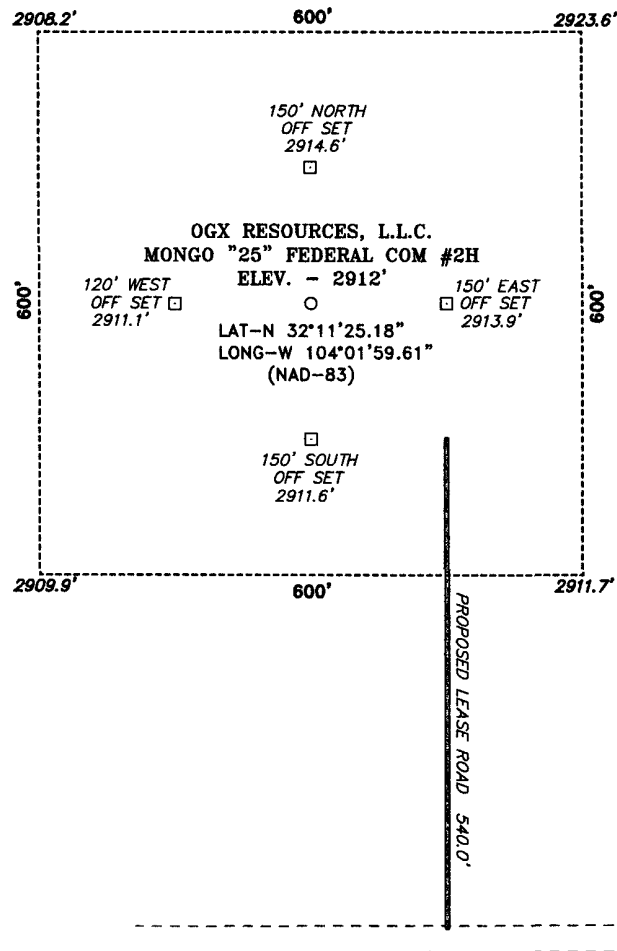 2908.2' 600' 2923.6'
150' NORTH
OFF SET
2914.6'
OGX RESOURCES, L.L.C.
MONGO "25" FEDERAL COM #2H
ELEV. - 2912'
120' WEST
OFF SET
2911.1'
150' EAST
OFF SET
2913.9'
600'
600'
LAT-N 32°11'25.18"
LONG-W 104°01'59.61"
(NAD-83)
150' SOUTH
OFF SET
2911.6'
2909.9' 600' 2911.7'
PROPOSED LEASE ROAD 540.0'